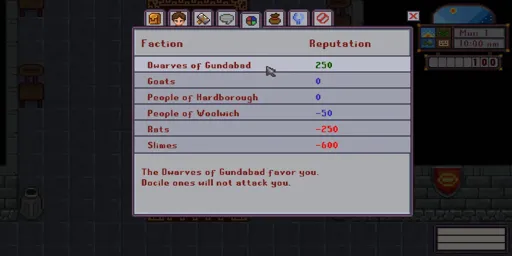 Faction Reputation
Dwarves of Gundabad 250
Goats 0
People of Hardborough 0
People of Woolwich -50
Rats -250
Slimes -600
The Dwarves of Gundabad favor you.
Docile ones will not attack you.
Mon
10:00 am
100